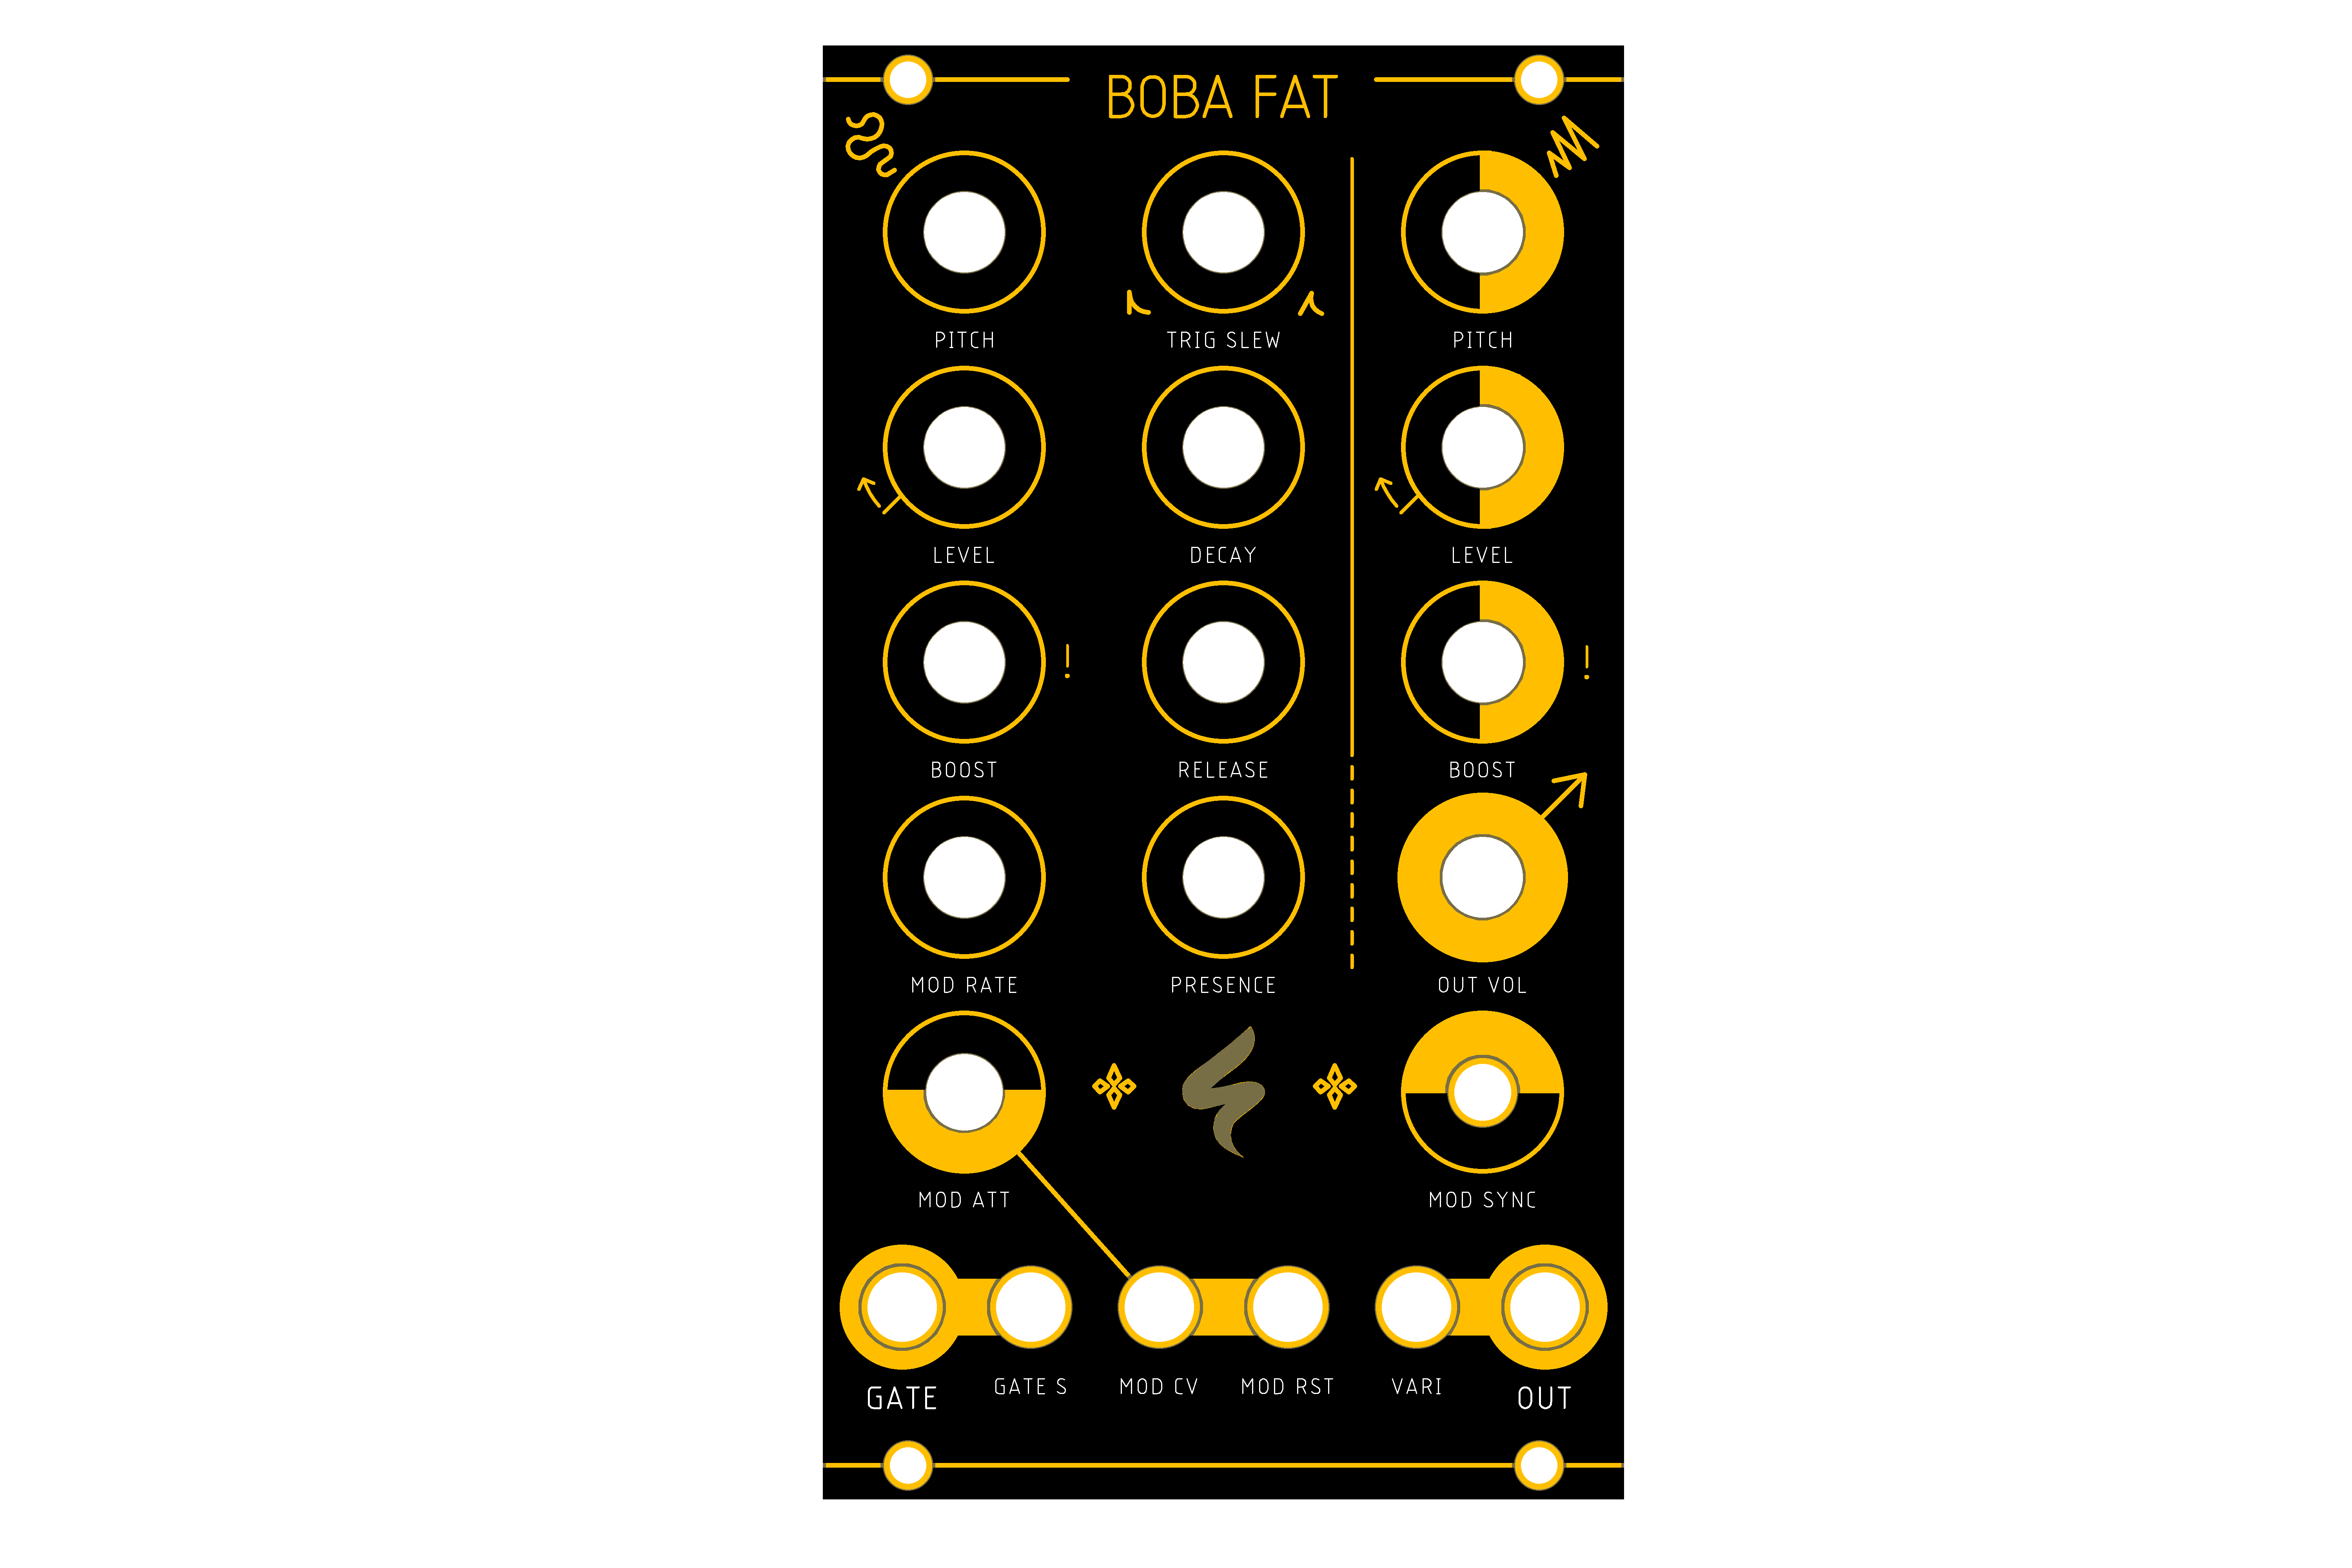 BOBA FAT
PITCH
TRIG SLEW
PITCH
LEVEL
DECAY
LEVEL
!
!
BOOST
RELEASE
BOOST
MOD RATE
PRESENCE
OUT VOL
MOD ATT
MOD SYNC
GATE
GATE S
MOD CV
MOD RST
VARI
OUT